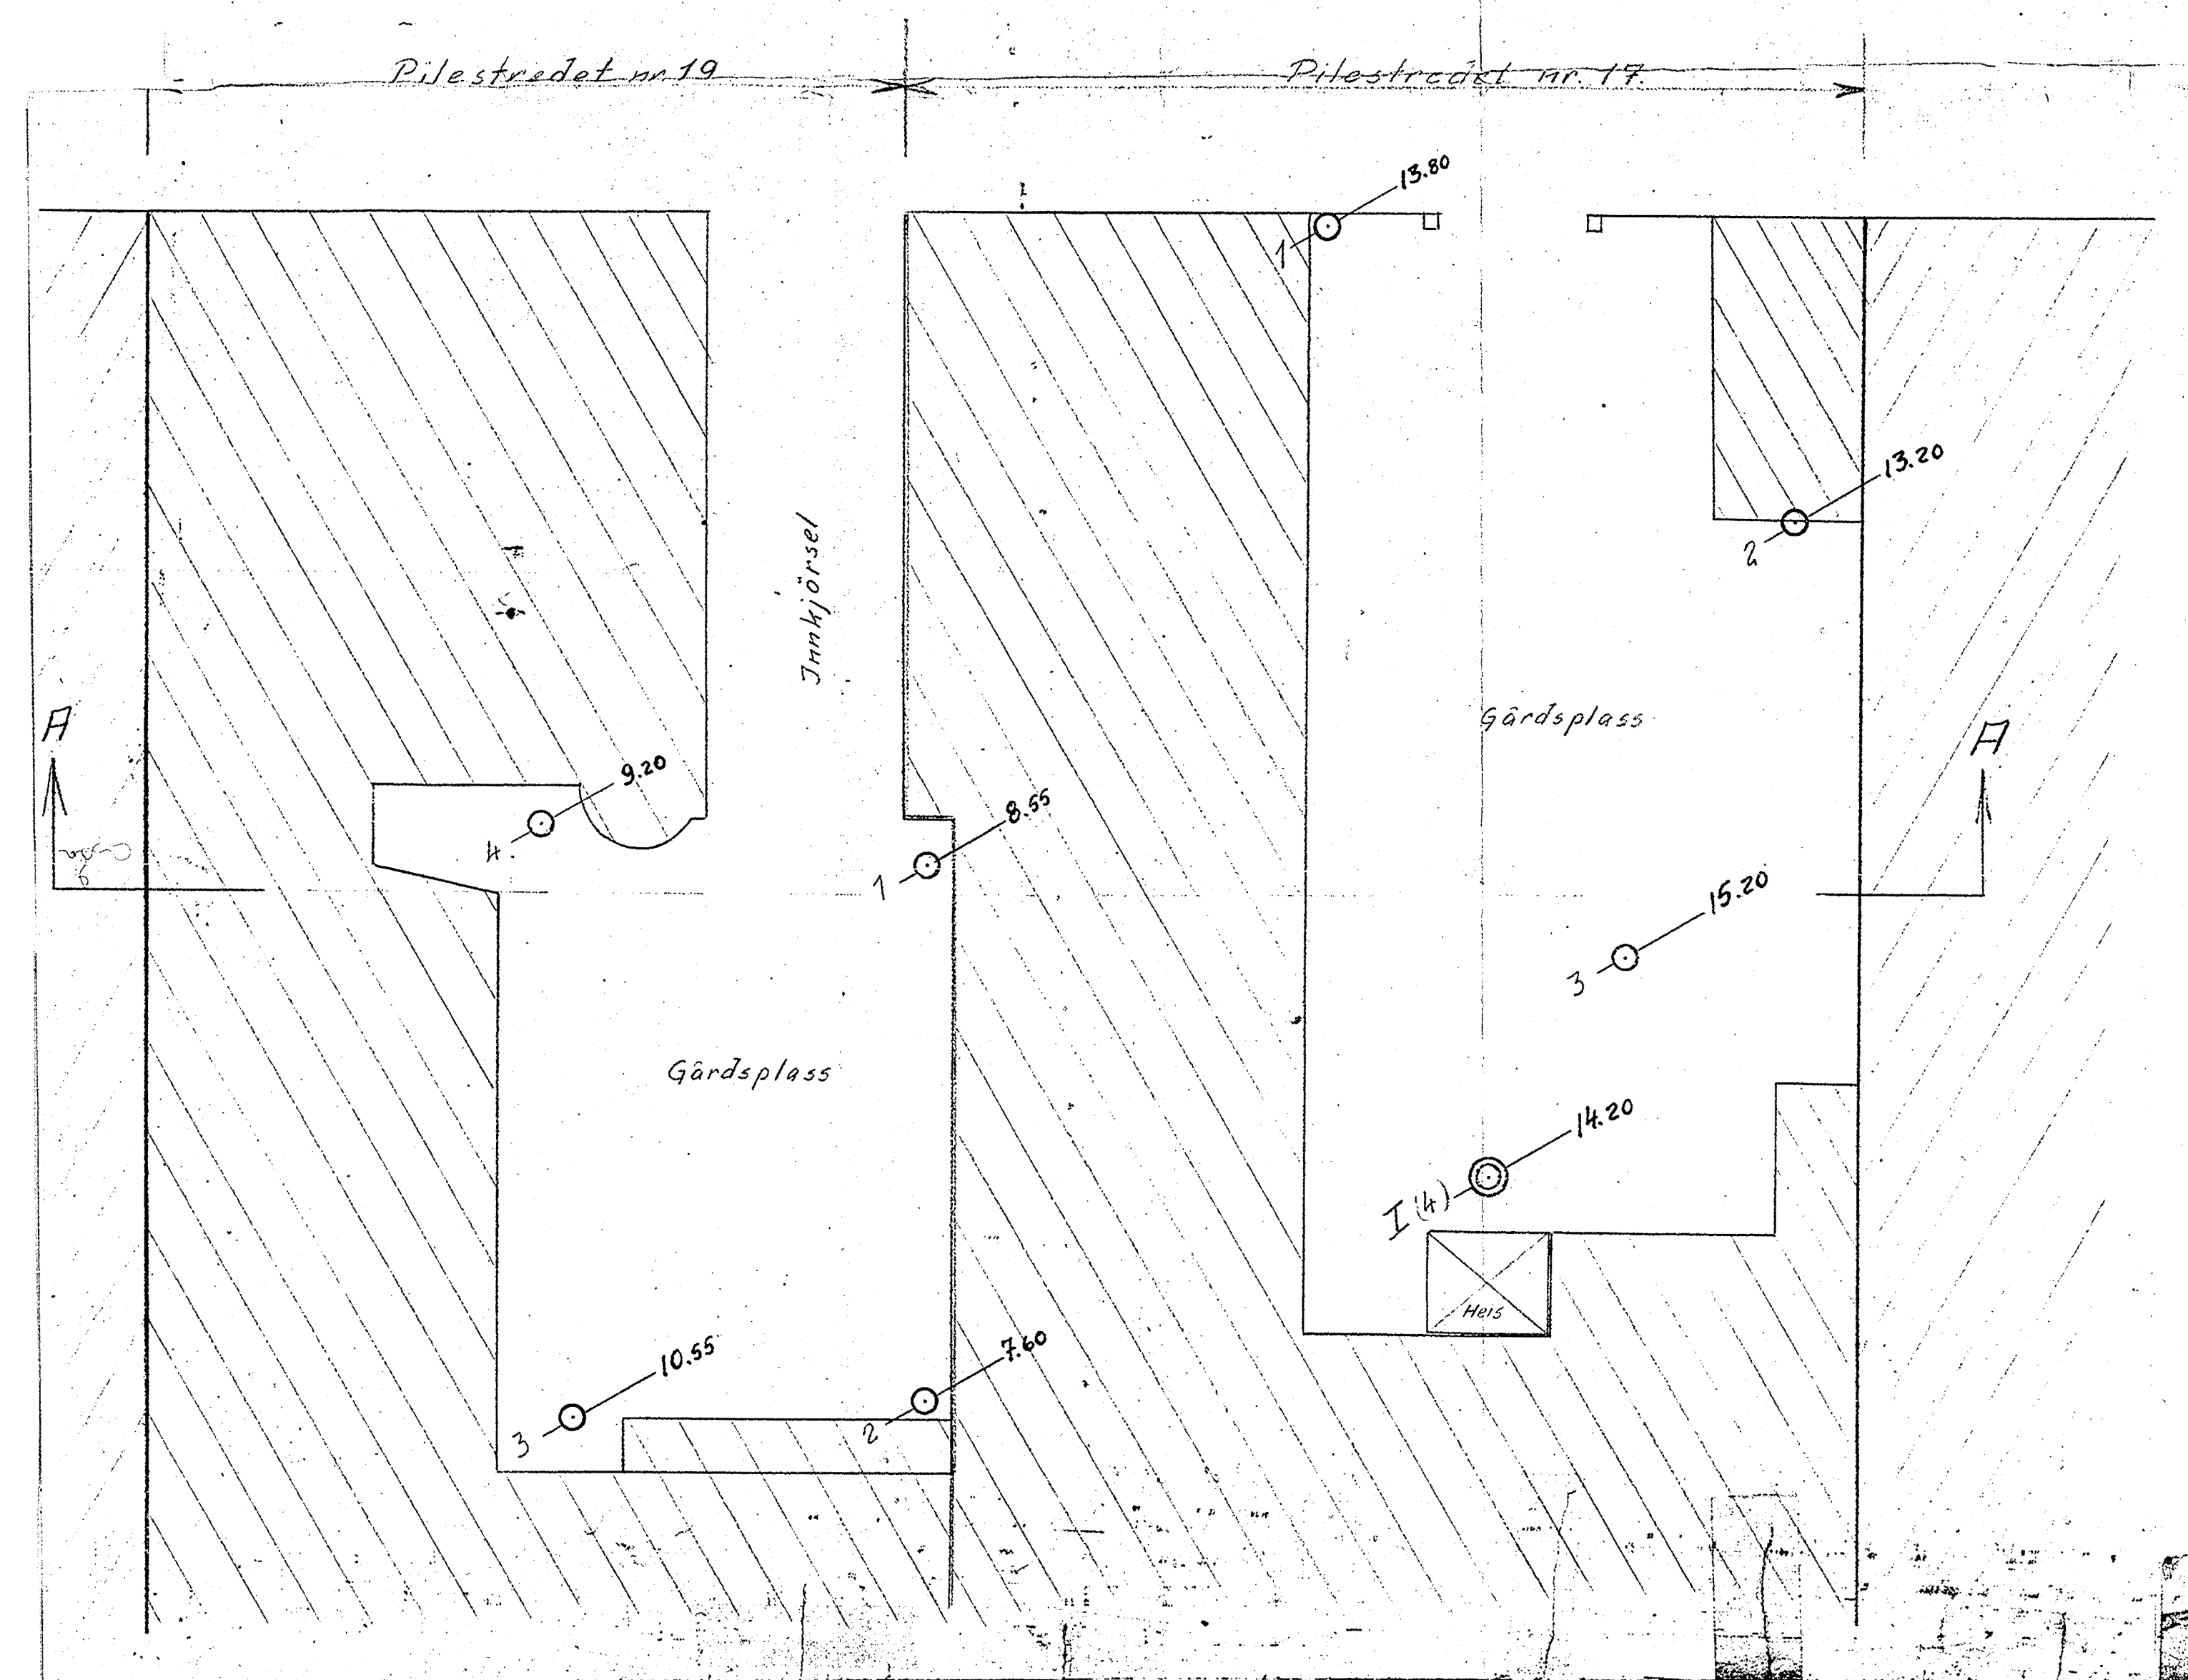 Pilestredet nr. 19
Pilestredet nr. 17.
13.80
1
13.20
2
Innkjörsel
A
Gårdsplass
A
9.20
4.
8.55
1
15.20
3
Gårdsplass
14.20
I (4)
Heis
10.55
3
7.60
2